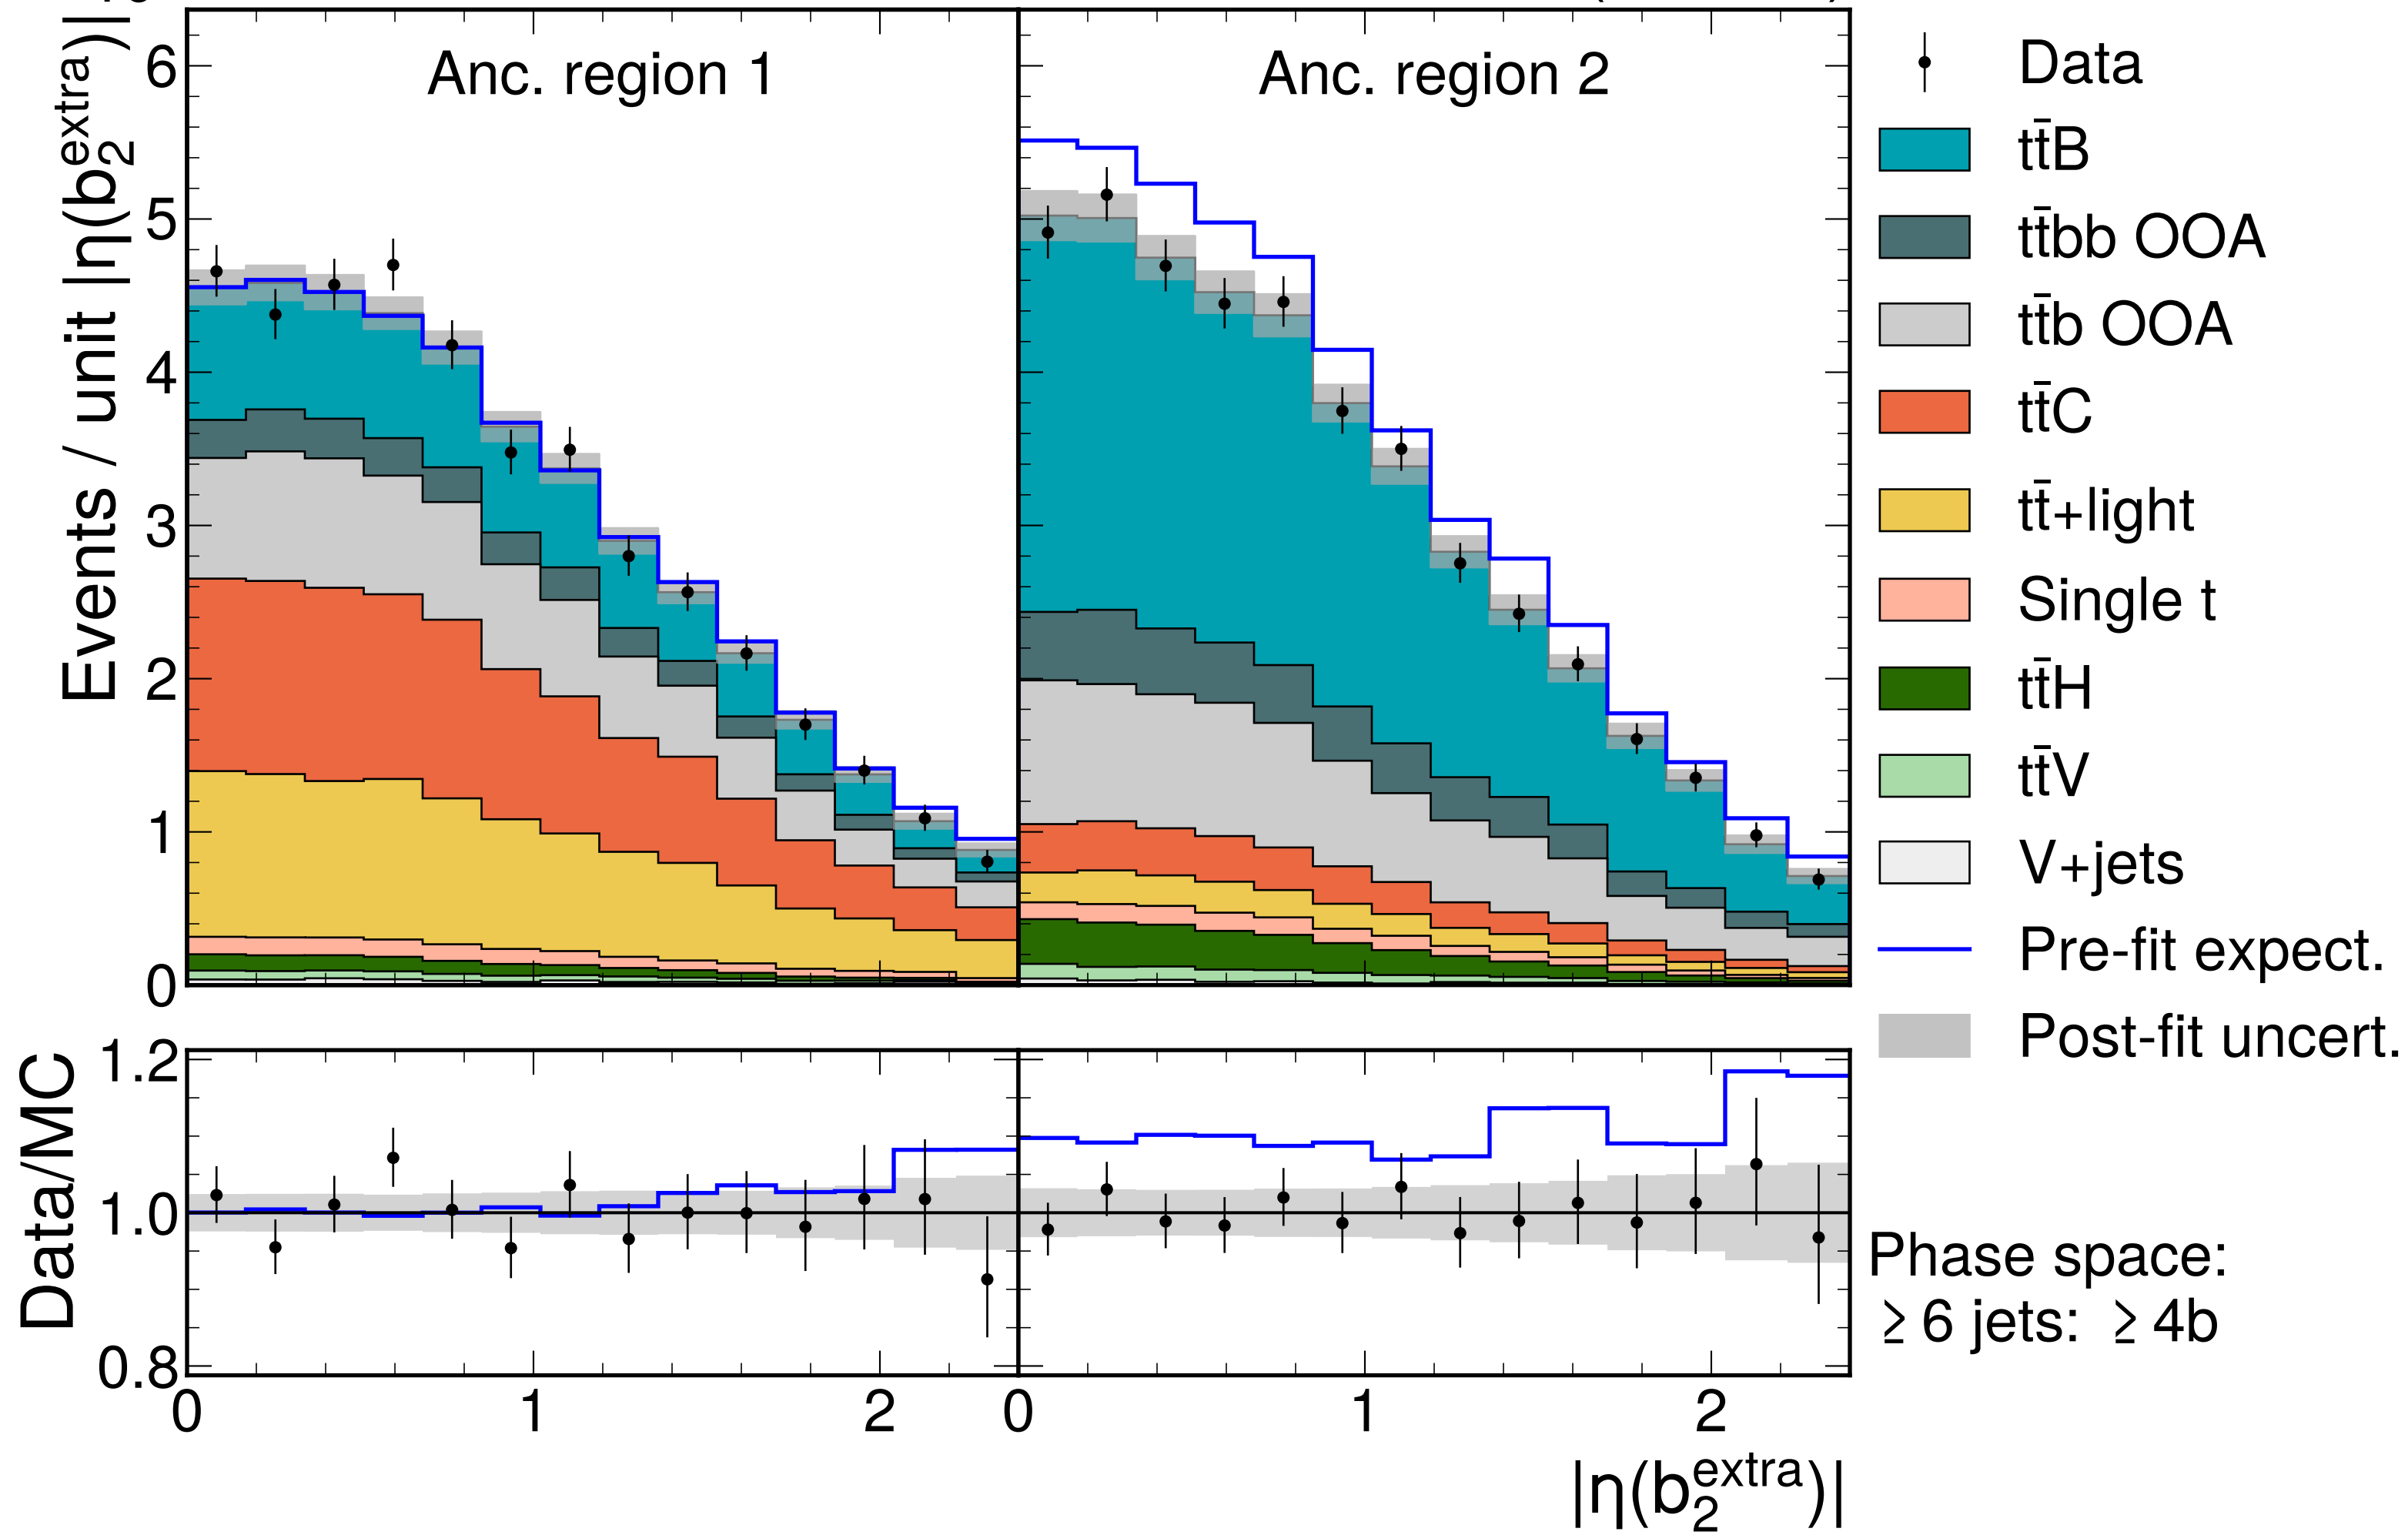 Events / unit |η(b₂^extra)|
6
5
4
3
2
1
0
Anc. region 1
Anc. region 2
Data
tt̄B
tt̄bb OOA
tt̄b OOA
tt̄C
tt̄+light
Single t
tt̄H
tt̄V
V+jets
Pre-fit expect.
Post-fit uncert.
Data/MC
1.2
1.0
0.8
Phase space:
≥ 6 jets: ≥ 4b
0 1 2 0 1 2
|η(b₂^extra)|